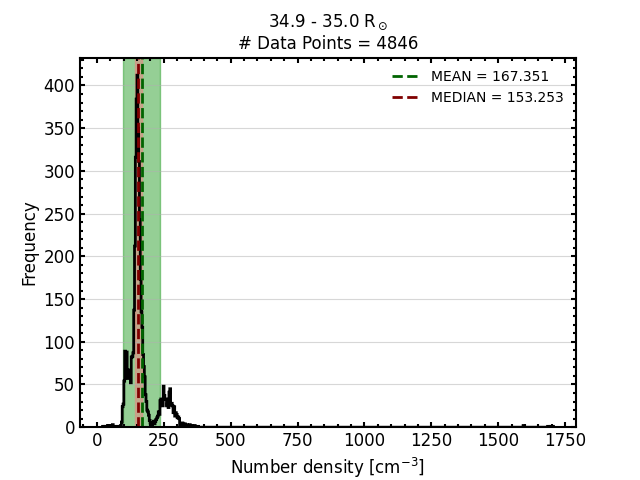 34.9 - 35.0 R⊙
# Data Points = 4846
MEAN = 167.351
MEDIAN = 153.253
400
350
300
250
200
150
100
50
0
Frequency
0 250 500 750 1000 1250 1500 1750
Number density [cm⁻³]